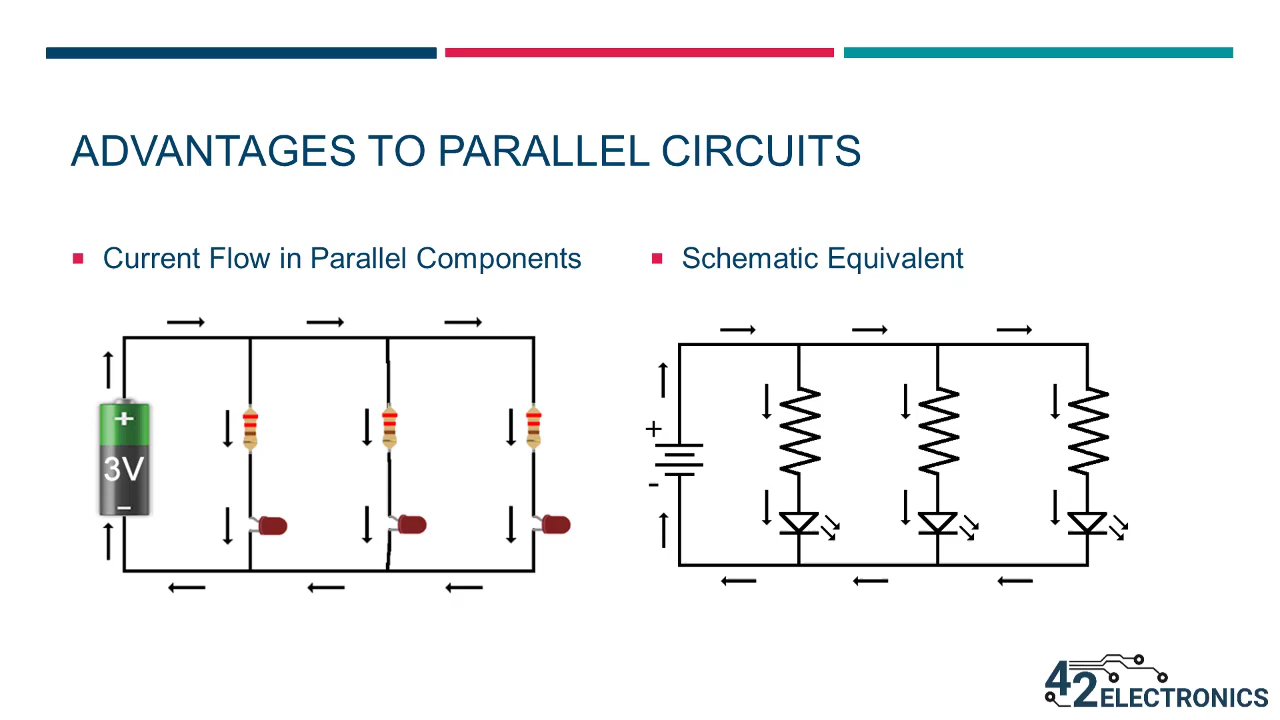 ADVANTAGES TO PARALLEL CIRCUITS
Current Flow in Parallel Components
Schematic Equivalent
+
3V
–
+
-
42 ELECTRONICS